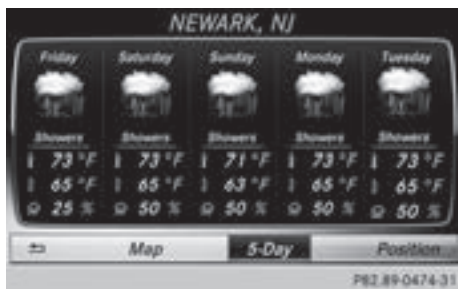 NEWARK, NJ
Friday Saturday Sunday Monday Tuesday
Showers Showers Showers Showers Showers
73 °F 73 °F 71 °F 73 °F 73 °F
65 °F 65 °F 63 °F 65 °F 65 °F
25 % 50 % 50 % 50 % 50 %
Map 5-Day Position
P82.89-0474-31